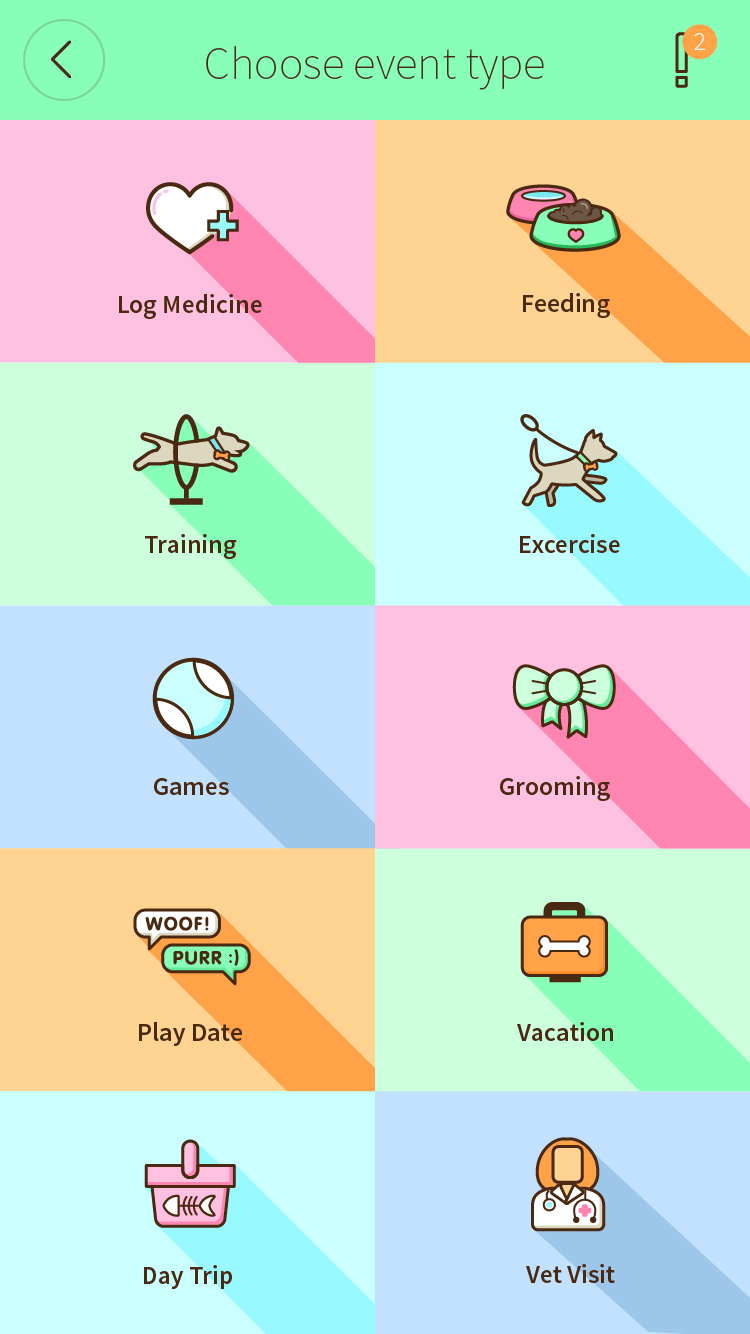 Choose event type
2
Log Medicine
Feeding
Training
Excercise
Games
Grooming
WOOF!
PURR :)
Play Date
Vacation
Day Trip
Vet Visit